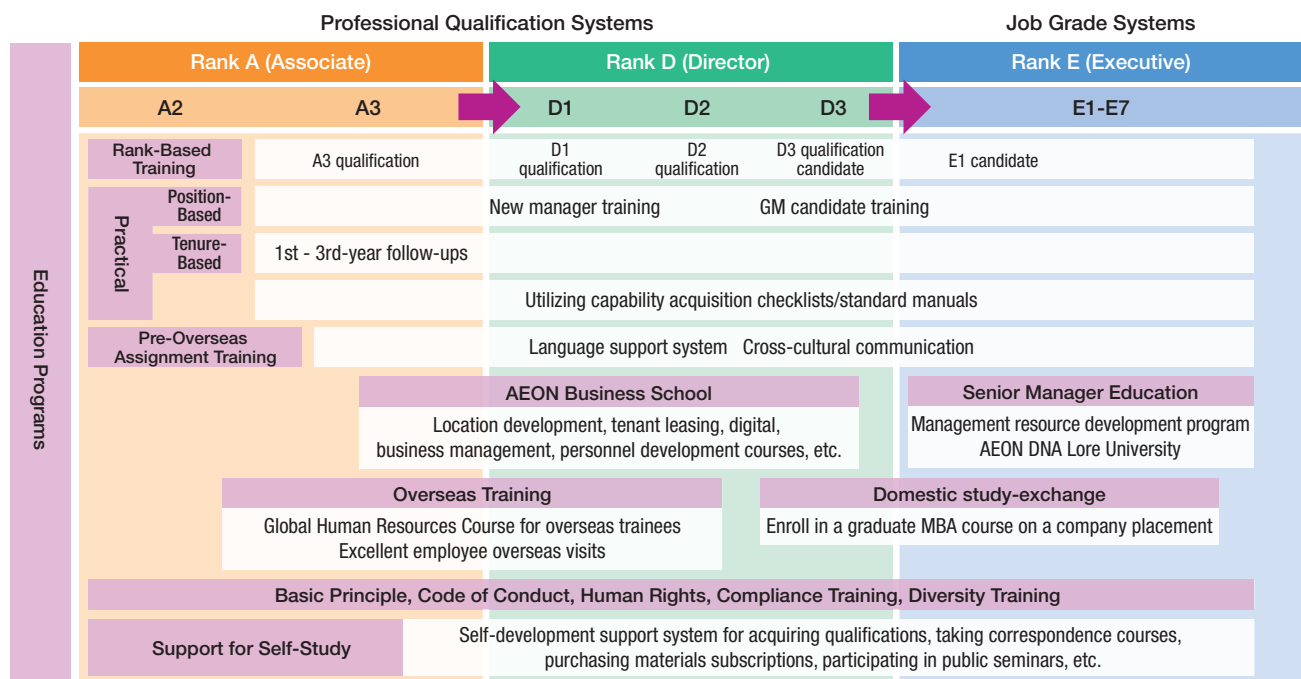 Professional Qualification Systems
Job Grade Systems
Rank A (Associate)
Rank D (Director)
Rank E (Executive)
A2
A3
D1
D2
D3
E1-E7
Education Programs
Rank-Based
Training
A3 qualification
D1
qualification
D2
qualification
D3 qualification
candidate
E1 candidate
Practical
Position-
Based
New manager training
GM candidate training
Tenure-
Based
1st - 3rd-year follow-ups
Utilizing capability acquisition checklists/standard manuals
Pre-Overseas
Assignment Training
Language support system
Cross-cultural communication
AEON Business School
Location development, tenant leasing, digital,
business management, personnel development courses, etc.
Senior Manager Education
Management resource development program
AEON DNA Lore University
Overseas Training
Global Human Resources Course for overseas trainees
Excellent employee overseas visits
Domestic study-exchange
Enroll in a graduate MBA course on a company placement
Basic Principle, Code of Conduct, Human Rights, Compliance Training, Diversity Training
Support for Self-Study
Self-development support system for acquiring qualifications, taking correspondence courses,
purchasing materials subscriptions, participating in public seminars, etc.